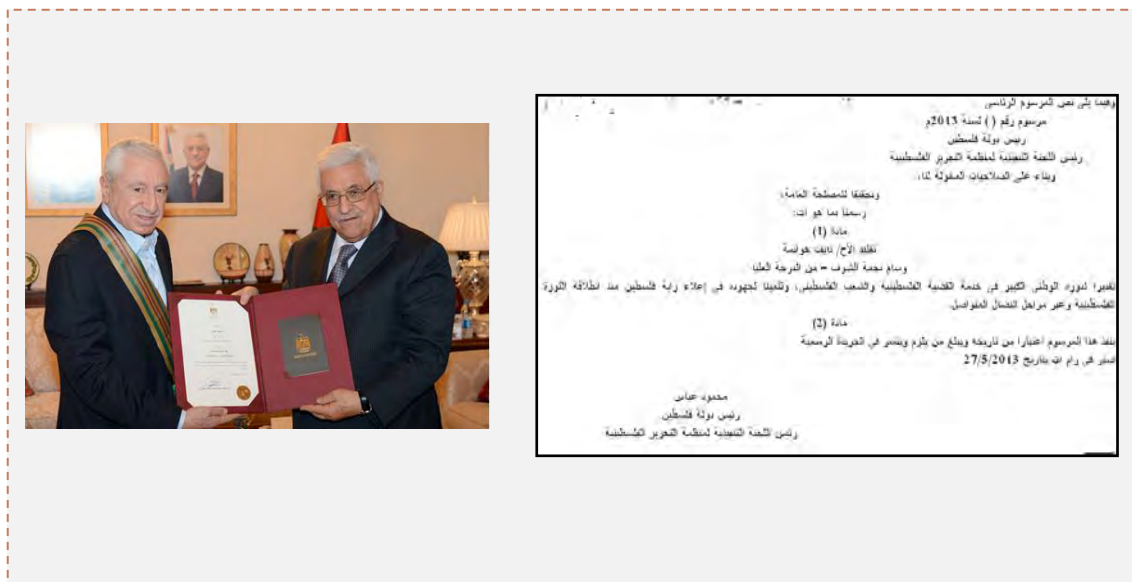 وفيما يلي نص المرسوم الرئاسي
مرسوم رقم ( ) لسنة 2013م
رئيس دولة فلسطين
رئيس اللجنة التنفيذية لمنظمة التحرير الفلسطينية
وبناء على الصلاحيات المخولة لنا،
وتحقيقا للمصلحة العامة،
رسمنا بما هو آت:
مادة (1)
تقليد الأخ/ نايف حواتمة
وسام نجمة الشرف – من الدرجة العليا
تقديرا لدوره الوطني الكبير في خدمة القضية الفلسطينية والشعب الفلسطيني، وتثمينا لجهوده في إعلاء راية فلسطين منذ انطلاقة الثورة
الفلسطينية وعبر مراحل النضال المتواصل.
مادة (2)
ينفذ هذا المرسوم اعتبارا من تاريخه ويبلغ من يلزم وينشر في الجريدة الرسمية
صدر في رام الله بتاريخ 27/5/2013
محمود عباس
رئيس دولة فلسطين
رئيس اللجنة التنفيذية لمنظمة التحرير الفلسطينية